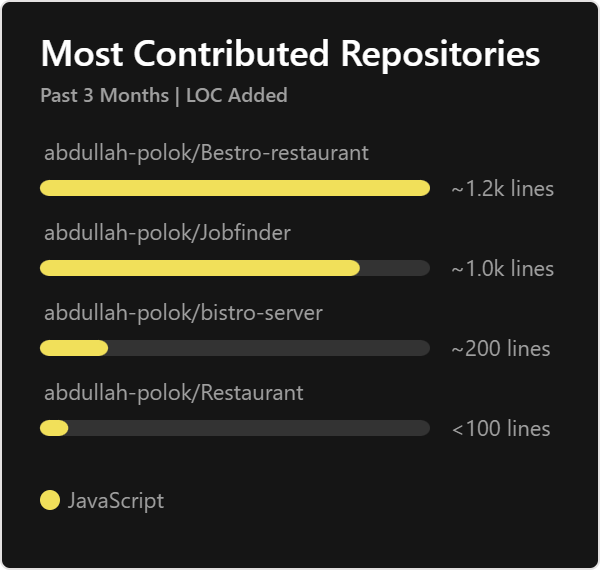 Most Contributed Repositories
Past 3 Months | LOC Added
abdullah-polok/Bestro-restaurant
~1.2k lines
abdullah-polok/Jobfinder
~1.0k lines
abdullah-polok/bistro-server
~200 lines
abdullah-polok/Restaurant
<100 lines
JavaScript